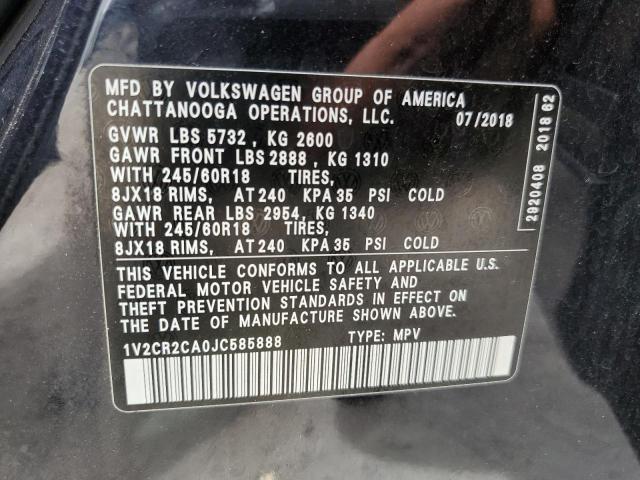 MFD BY VOLKSWAGEN GROUP OF AMERICA
CHATTANOOGA OPERATIONS, LLC. 07/2018
GVWR LBS 5732 , KG 2600
GAWR FRONT LBS 2888 , KG 1310
WITH 245/60R18 TIRES,
8JX18 RIMS, AT 240 KPA 35 PSI COLD
GAWR REAR LBS 2954, KG 1340
WITH 245/60R18 TIRES,
8JX18 RIMS, AT 240 KPA 35 PSI COLD
THIS VEHICLE CONFORMS TO ALL APPLICABLE U.S.
FEDERAL MOTOR VEHICLE SAFETY AND
THEFT PREVENTION STANDARDS IN EFFECT ON
THE DATE OF MANUFACTURE SHOWN ABOVE.
1V2CR2CA0JC585888 TYPE: MPV
2920408 2018 62